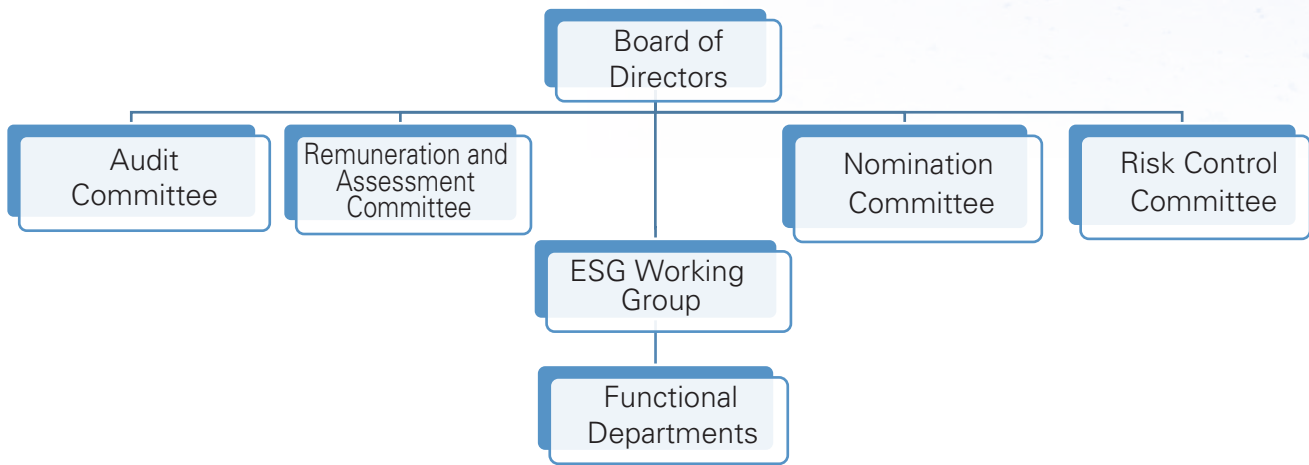 Board of
Directors
Audit
Committee
Remuneration and
Assessment
Committee
Nomination
Committee
Risk Control
Committee
ESG Working
Group
Functional
Departments